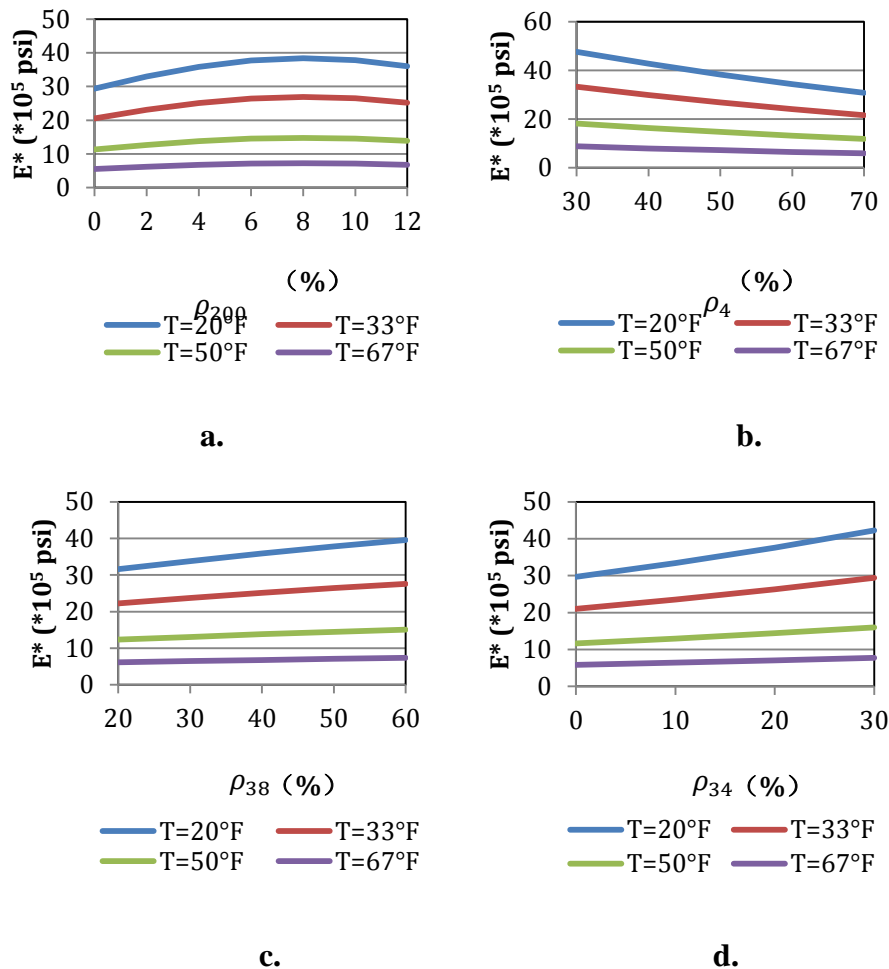 50
40
30
20
10
0
E* (*10⁵ psi)
0 2 4 6 8 10 12
ρ₂₀₀ (%)
T=20°F T=33°F
T=50°F T=67°F
a.
60
40
20
0
E* (*10⁵ psi)
30 40 50 60 70
ρ₄ (%)
T=20°F T=33°F
T=50°F T=67°F
b.
50
40
30
20
10
0
E* (*10⁵ psi)
20 30 40 50 60
ρ₃₈ (%)
T=20°F T=33°F
T=50°F T=67°F
c.
50
40
30
20
10
0
E* (*10⁵ psi)
0 10 20 30
ρ₃₄ (%)
T=20°F T=33°F
T=50°F T=67°F
d.